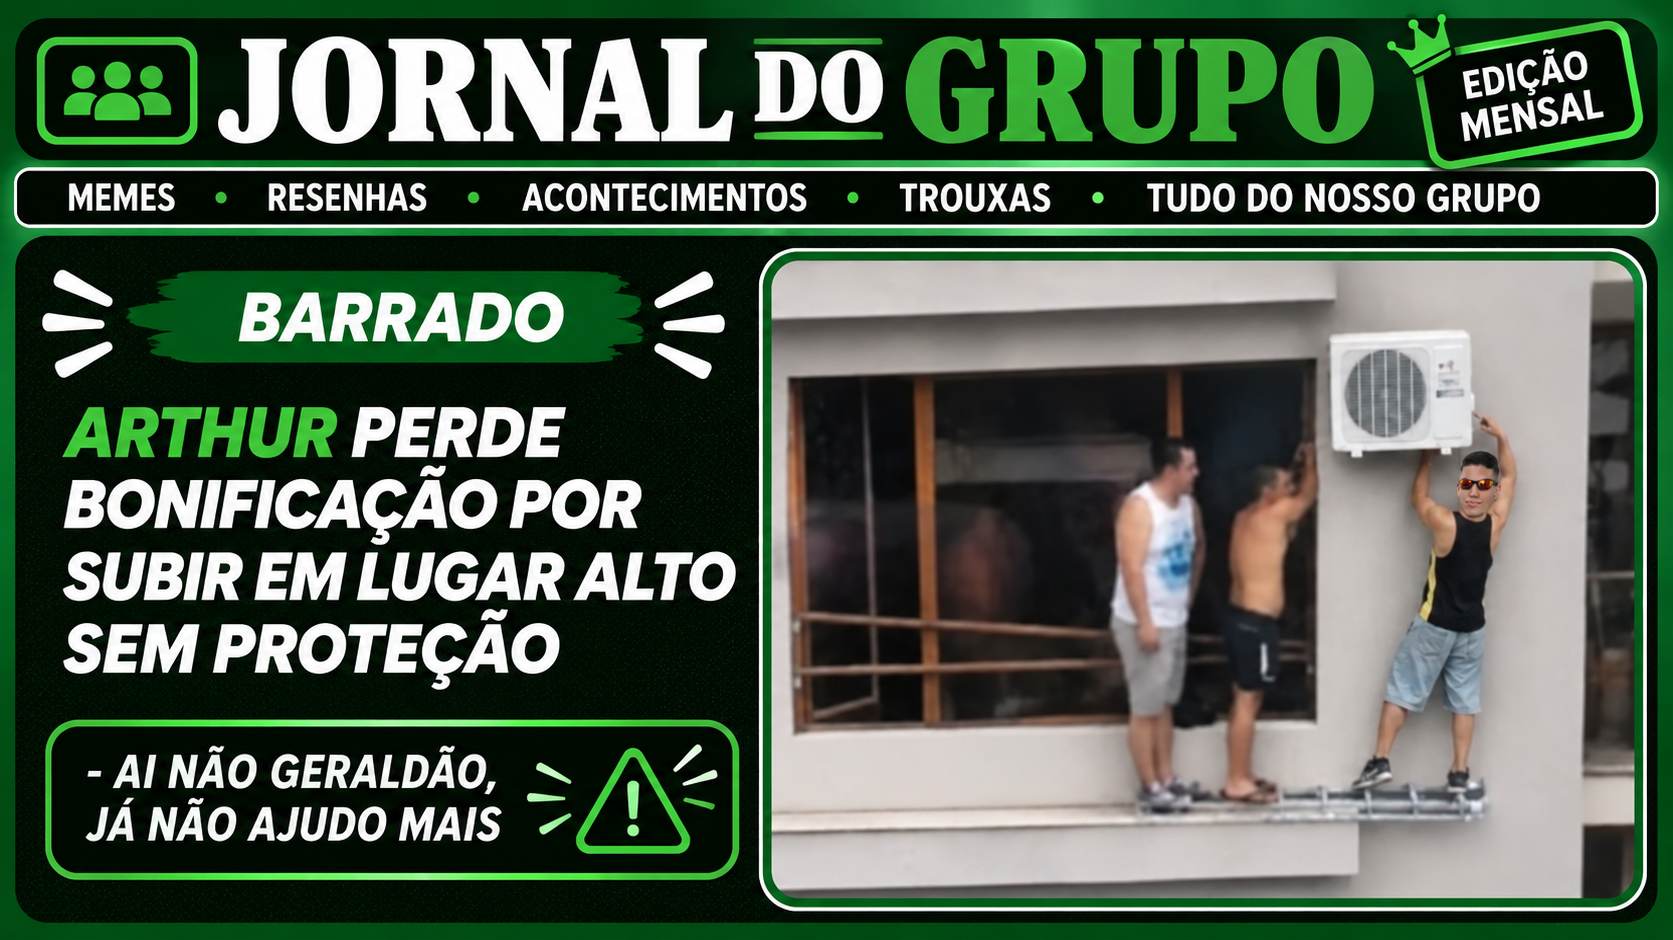 JORNAL DO GRUPO
EDIÇÃO
MENSAL
MEMES • RESENHAS • ACONTECIMENTOS • TROUXAS • TUDO DO NOSSO GRUPO
BARRADO
ARTHUR PERDE
BONIFICAÇÃO POR
SUBIR EM LUGAR ALTO
SEM PROTEÇÃO
- AI NÃO GERALDÃO,
JÁ NÃO AJUDO MAIS